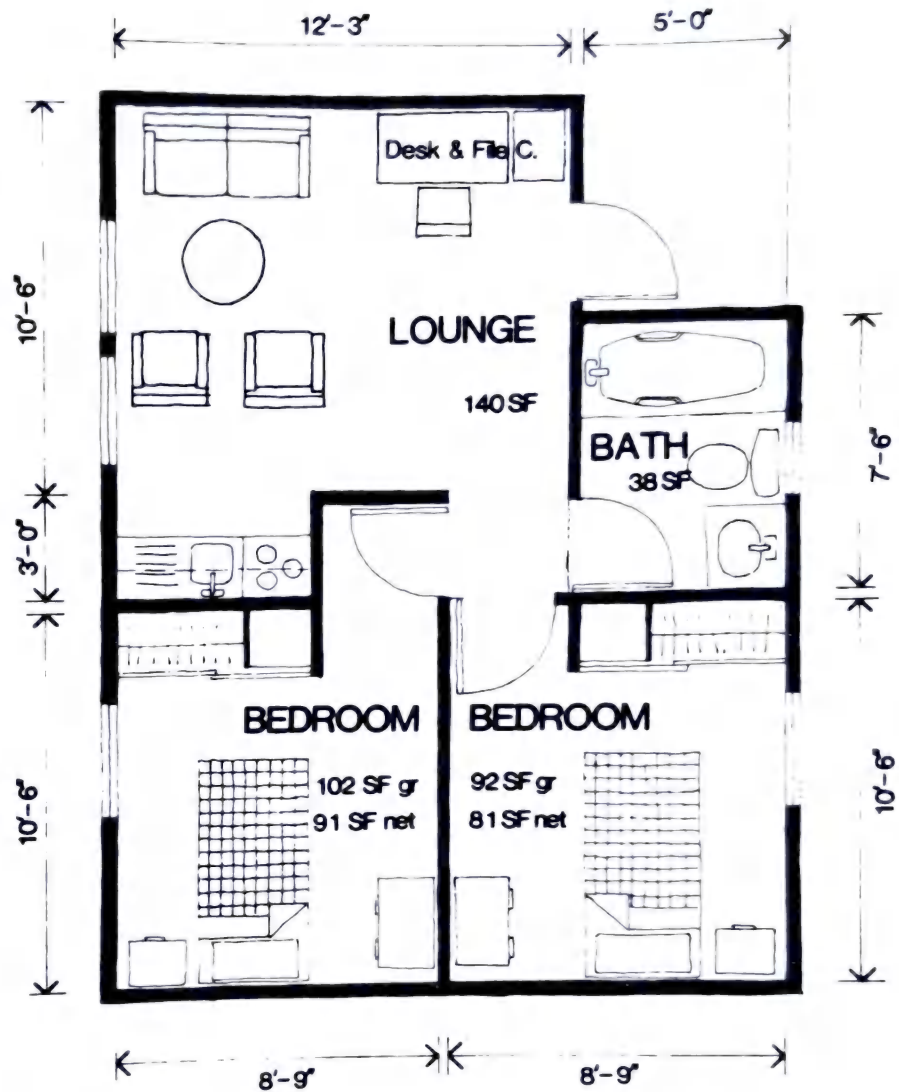 12'-3"
5'-0"
Desk & File C.
10'-6"
LOUNGE
140 SF
7'-6"
BATH
38 SF
3'-0"
BEDROOM
BEDROOM
102 SF gr
92 SF gr
91 SF net
81 SF net
10'-6"
10'-6"
8'-9"
8'-9"